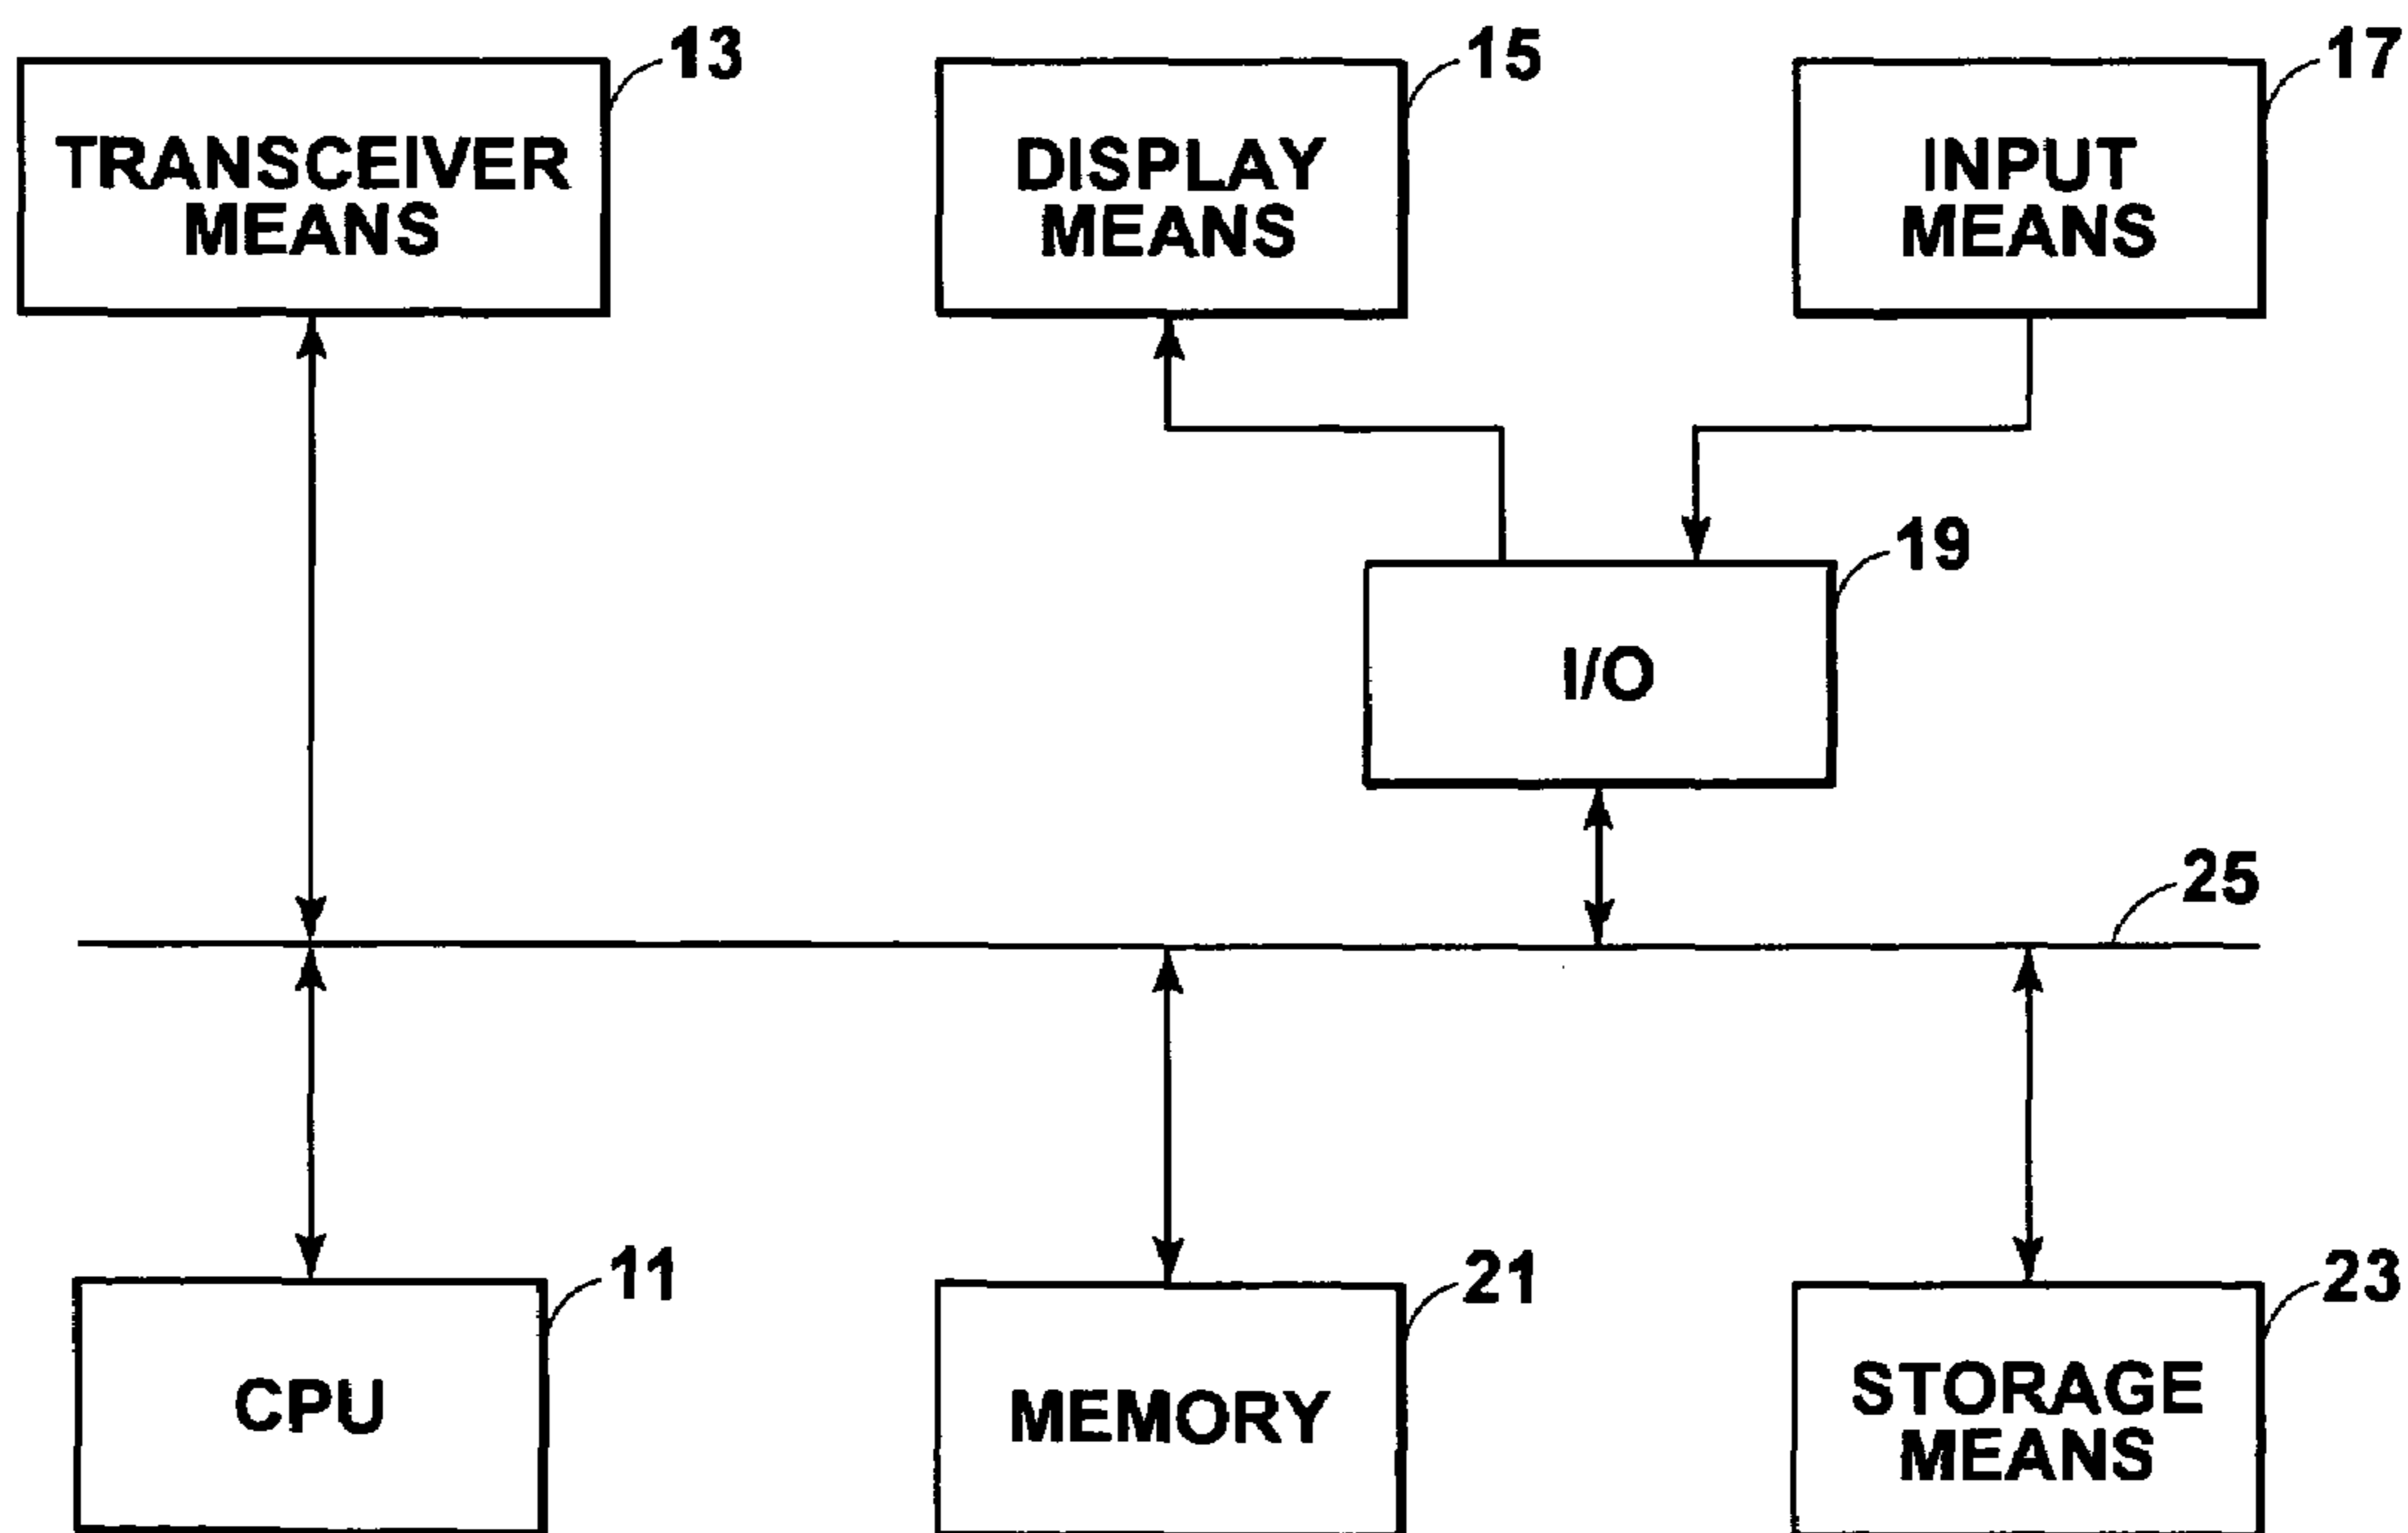 13
15
17
TRANSCEIVER
MEANS
DISPLAY
MEANS
INPUT
MEANS
19
I/O
25
11
21
23
CPU
MEMORY
STORAGE
MEANS